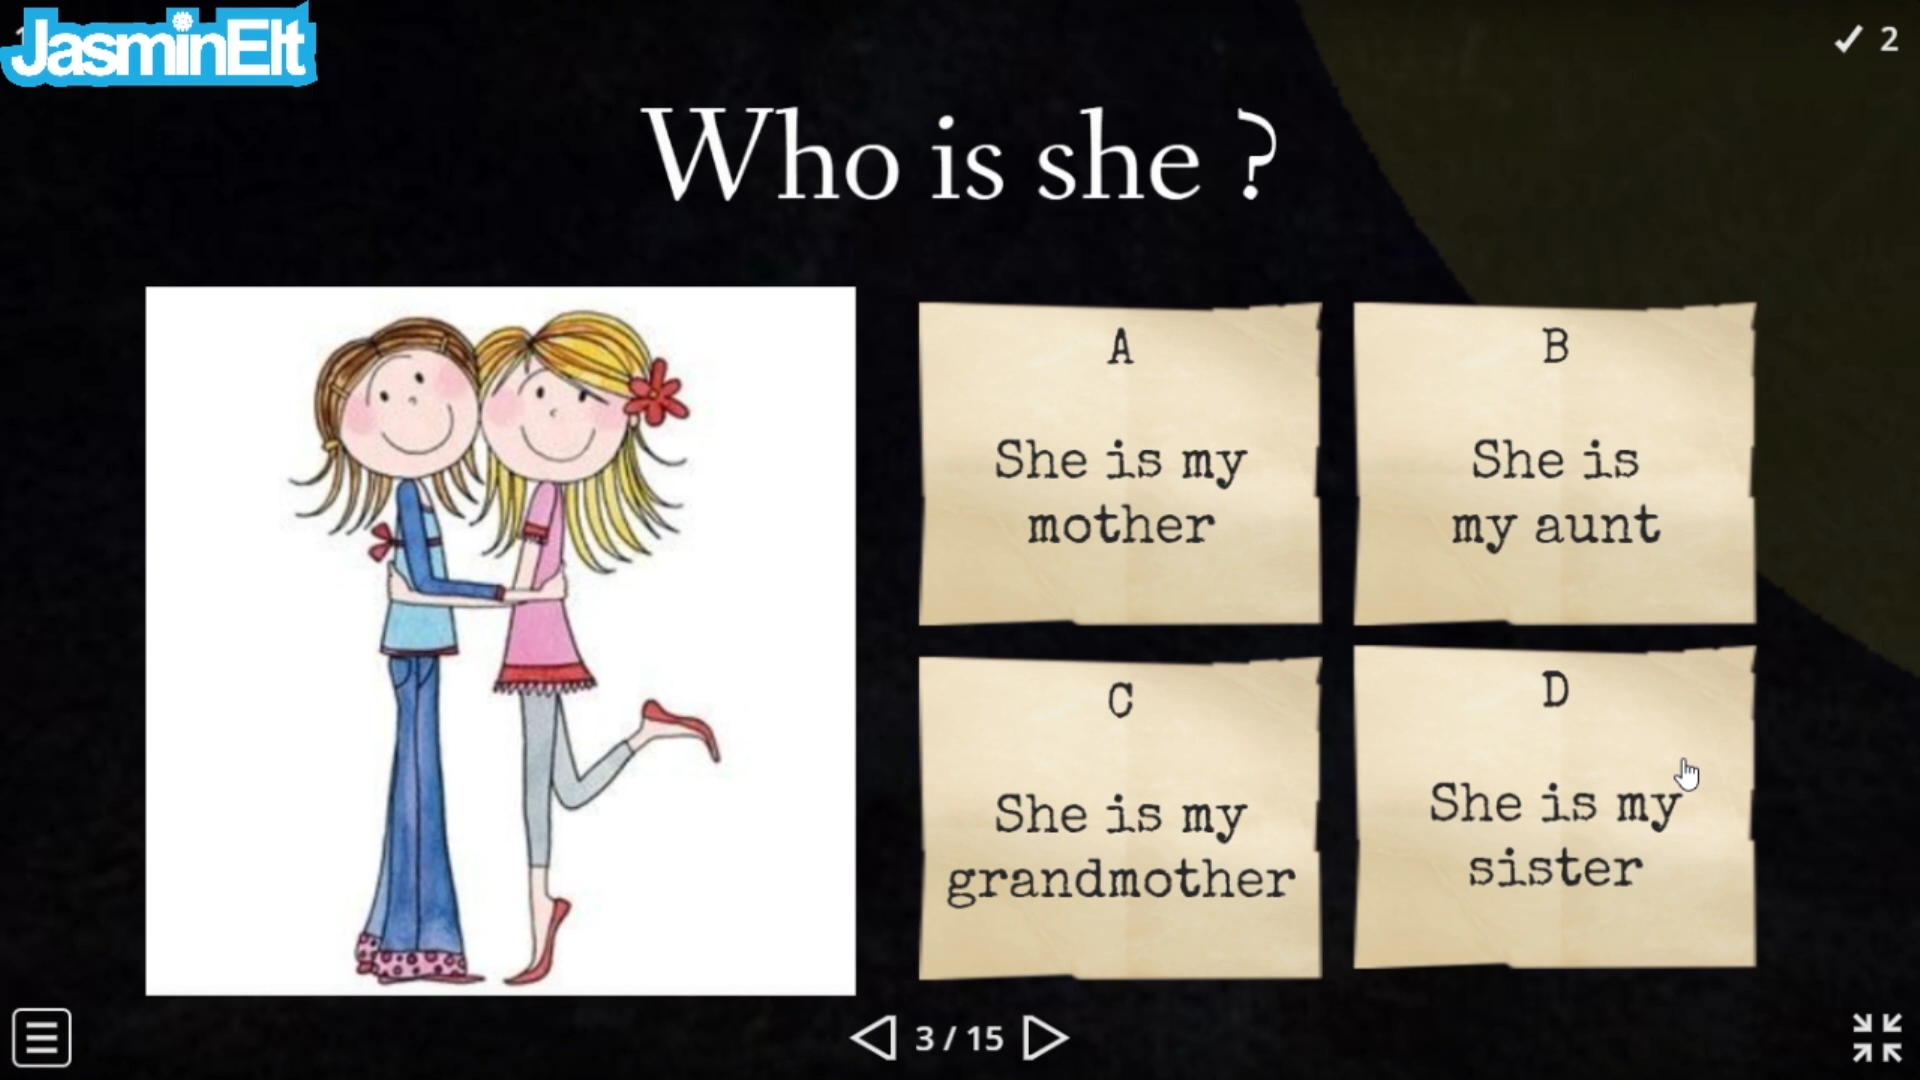 JasminElt
2
Who is she ?
A
She is my
mother
B
She is
my aunt
C
She is my
grandmother
D
She is my
sister
3 / 15